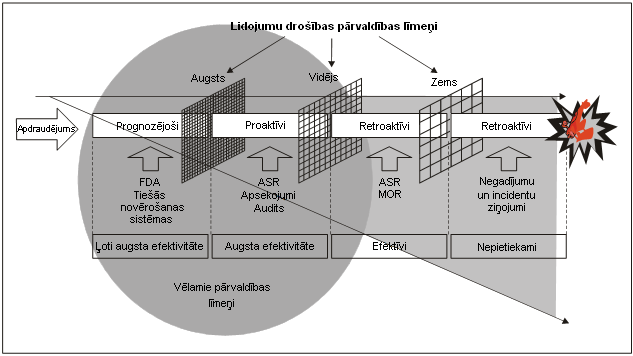 Lidojumu drošības pārvaldības līmeņi
Augsts
Vidējs
Zems
Apdraudējums
Prognozējoši
Proaktīvi
Retroaktīvi
Retroaktīvi
FDA
Tiešās
novērošanas
sistēmas
ASR
Apsekojumi
Audits
ASR
MOR
Negadījumu
un incidentu
ziņojumi
Ļoti augsta efektivitāte
Augsta efektivitāte
Efektīvi
Nepietiekami
Vēlamie pārvaldības
līmeņi